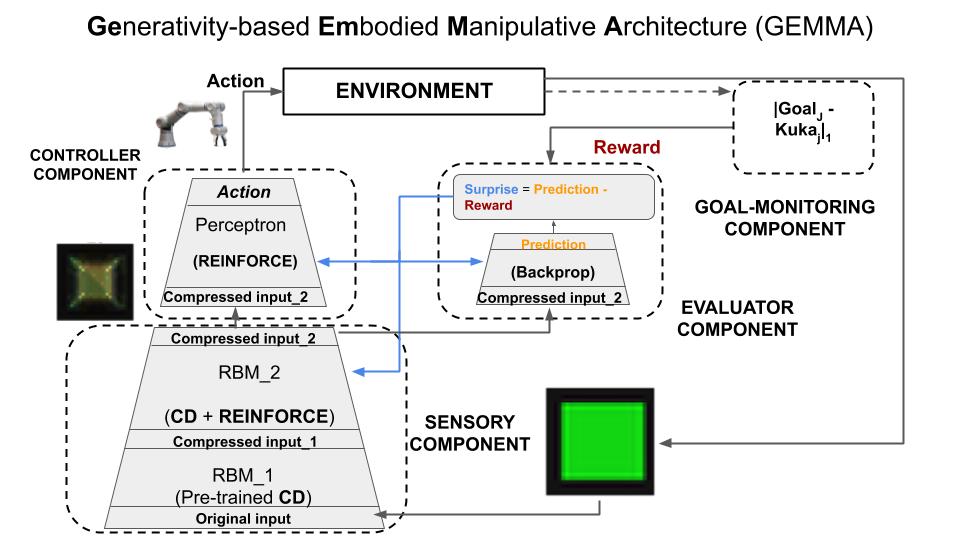 Generativity-based Embodied Manipulative Architecture (GEMMA)
Action
ENVIRONMENT
|Goal_J -
Kuka_j|_1
Reward
CONTROLLER
COMPONENT
Action
Perceptron
(REINFORCE)
Compressed input_2
Surprise = Prediction -
Reward
Prediction
(Backprop)
Compressed input_2
GOAL-MONITORING
COMPONENT
EVALUATOR
COMPONENT
Compressed input_2
RBM_2
(CD + REINFORCE)
Compressed input_1
RBM_1
(Pre-trained CD)
Original input
SENSORY
COMPONENT